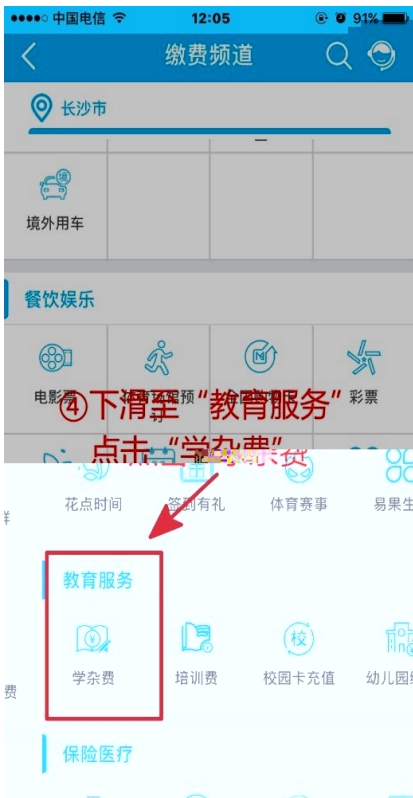 中国电信 12:05 91%
缴费频道
长沙市
境外用车
餐饮娱乐
电影票 彩票
④下滑至“教育服务”
点击“学杂费”
花点时间 签到有礼 体育赛事 易果生
教育服务
学杂费 培训费 校园卡充值 幼儿园
费
保险医疗